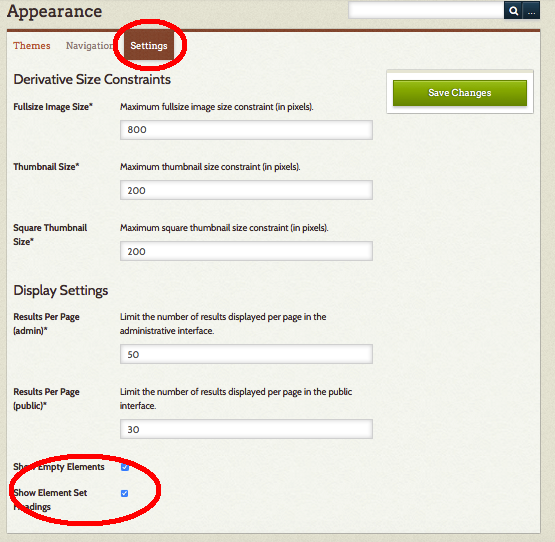 Appearance
...
Themes Navigation Settings
Derivative Size Constraints
Save Changes
Fullsize Image Size* Maximum fullsize image size constraint (in pixels).
800
Thumbnail Size* Maximum thumbnail size constraint (in pixels).
200
Square Thumbnail Maximum square thumbnail size constraint (in pixels).
Size*
200
Display Settings
Results Per Page Limit the number of results displayed per page in the
(admin)* administrative interface.
50
Results Per Page Limit the number of results displayed per page in the public
(public)* interface.
30
Show Empty Elements
Show Element Set
Headings